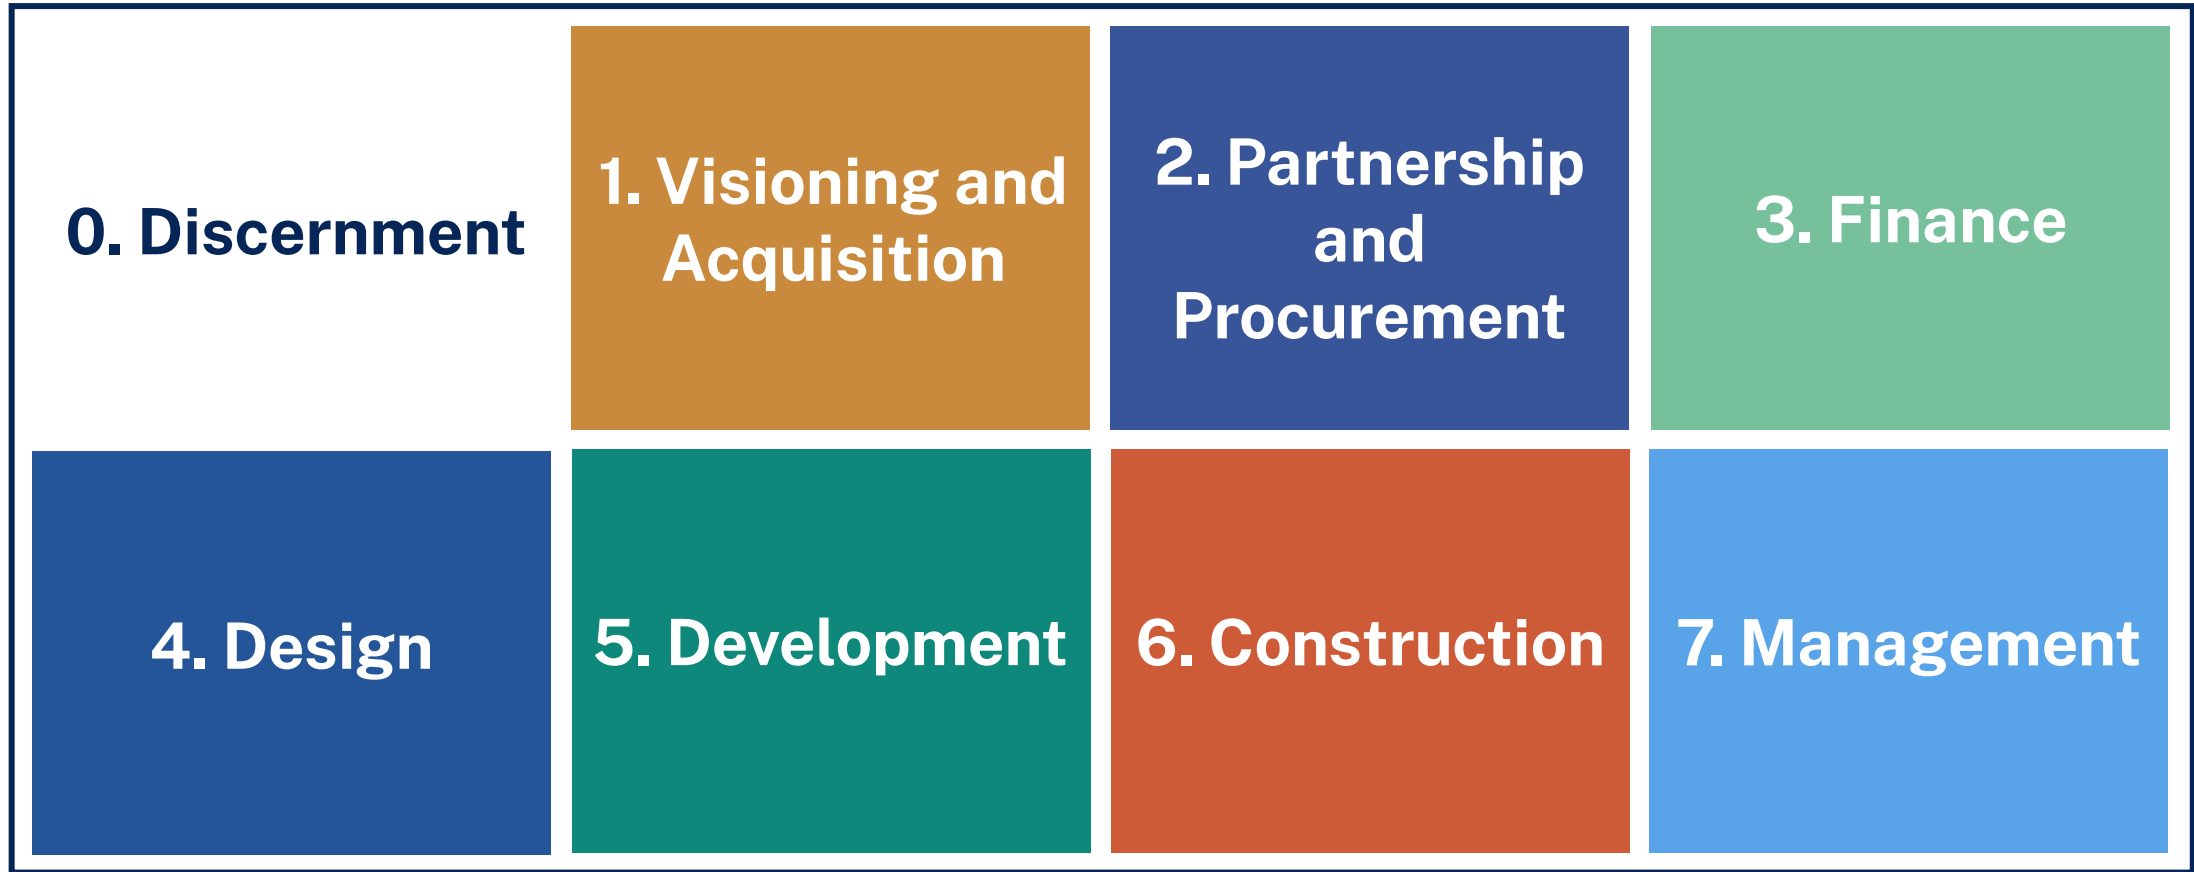 0. Discernment
1. Visioning and
Acquisition
2. Partnership
and
Procurement
3. Finance
4. Design
5. Development
6. Construction
7. Management